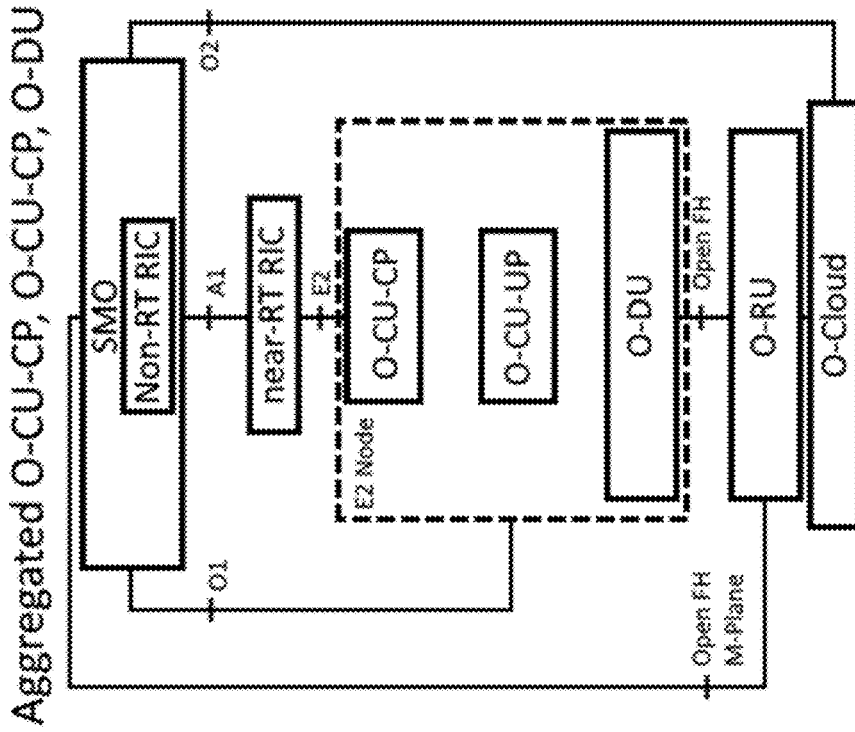 Aggregated O-CU-CP, O-CU-CP, O-DU
SMO
Non-RT RIC
O1
A1
O2
near-RT RIC
E2
E2 Node
O-CU-CP
O-CU-UP
O-DU
Open FH
M-Plane
Open FH
O-RU
O-Cloud